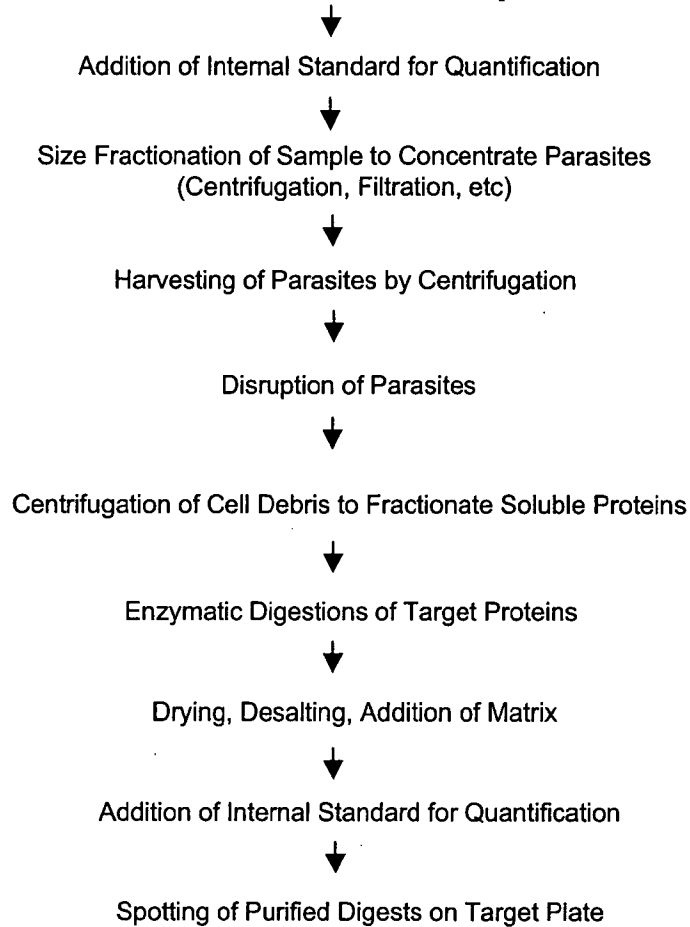 Addition of Internal Standard for Quantification
Size Fractionation of Sample to Concentrate Parasites
(Centrifugation, Filtration, etc)
Harvesting of Parasites by Centrifugation
Disruption of Parasites
Centrifugation of Cell Debris to Fractionate Soluble Proteins
Enzymatic Digestions of Target Proteins
Drying, Desalting, Addition of Matrix
Addition of Internal Standard for Quantification
Spotting of Purified Digests on Target Plate